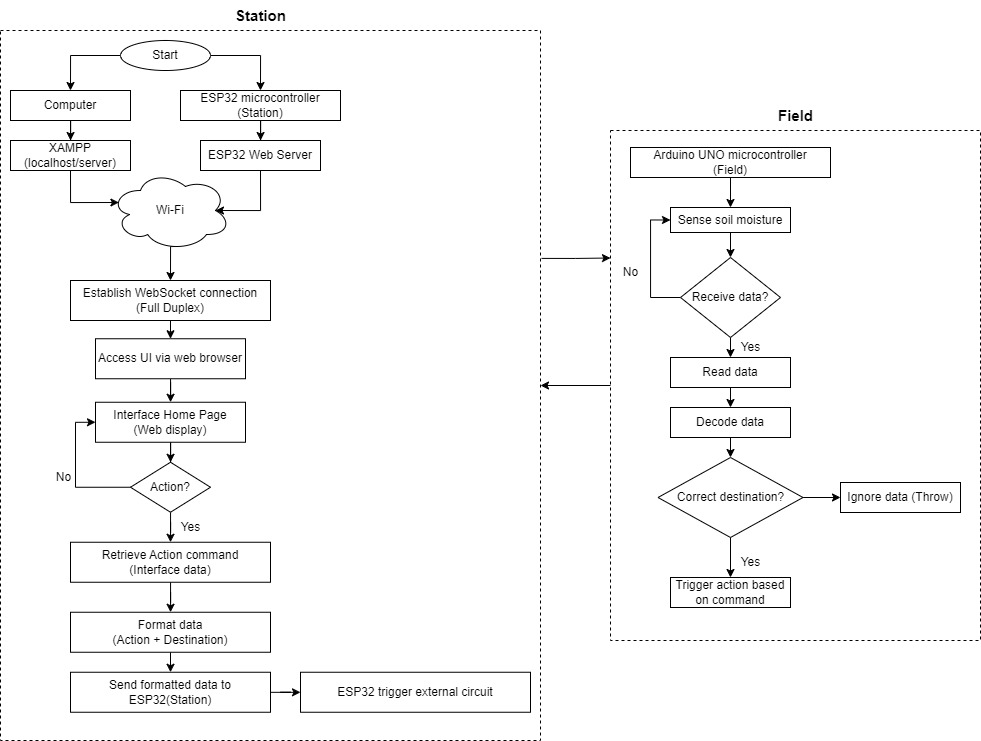 Station
Start
Computer
ESP32 microcontroller
(Station)
XAMPP
(localhost/server)
ESP32 Web Server
Wi-Fi
Establish WebSocket connection
(Full Duplex)
Access UI via web browser
Interface Home Page
(Web display)
No
Action?
Yes
Retrieve Action command
(Interface data)
Format data
(Action + Destination)
Send formatted data to
ESP32(Station)
ESP32 trigger external circuit
Field
Arduino UNO microcontroller
(Field)
Sense soil moisture
No
Receive data?
Yes
Read data
Decode data
Correct destination?
Ignore data (Throw)
Yes
Trigger action based
on command